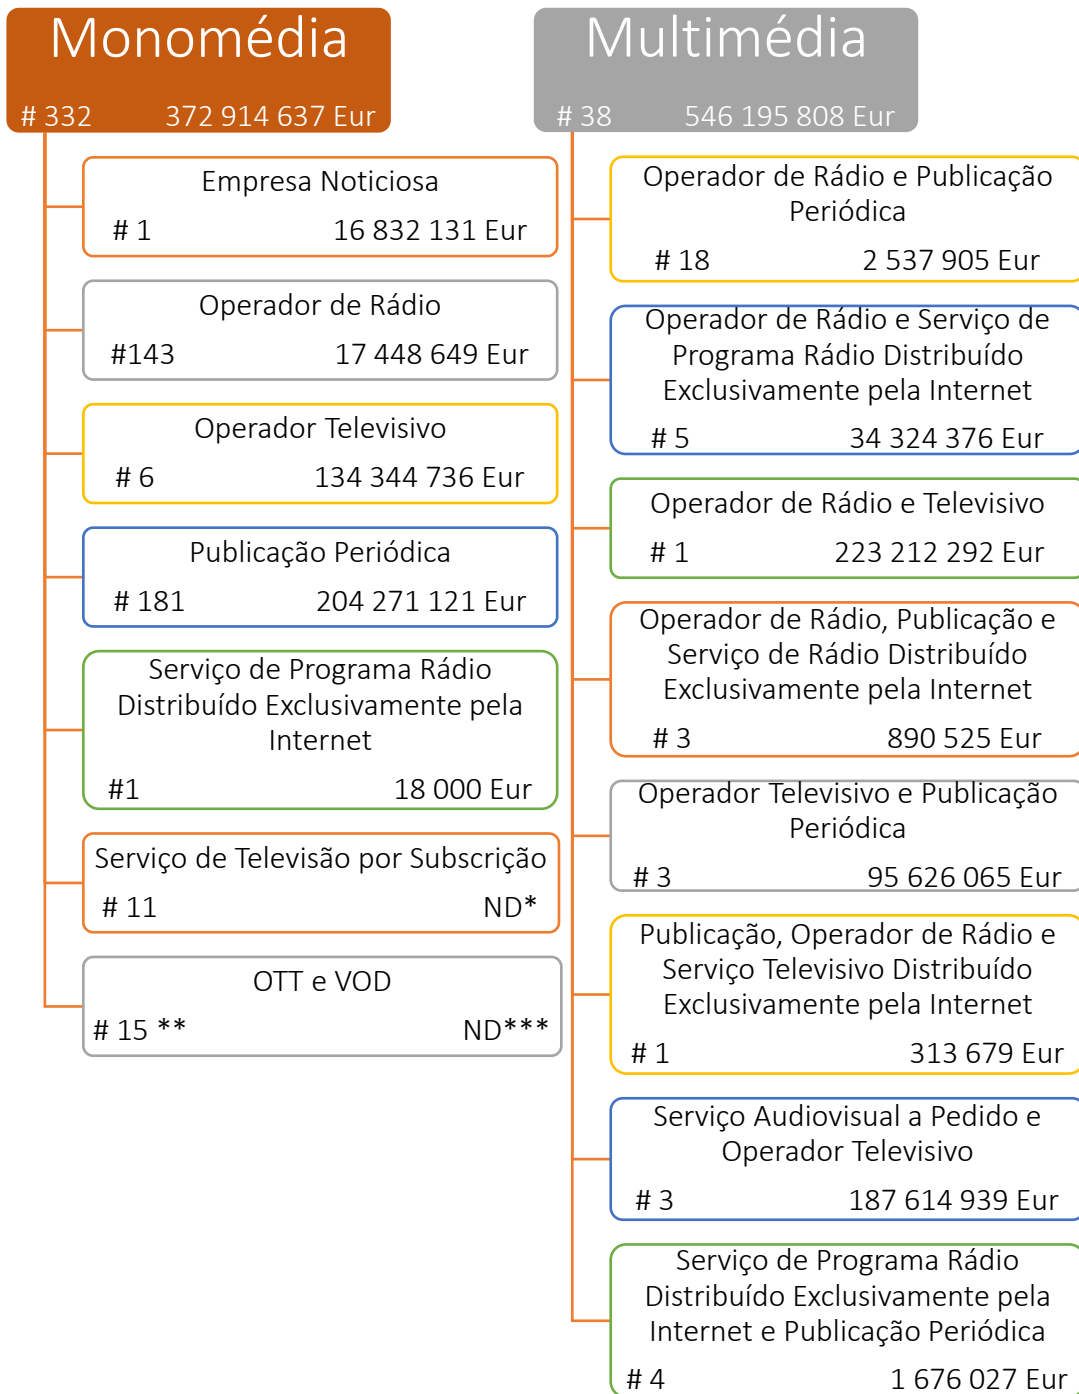 Monomédia
# 332 372 914 637 Eur
Empresa Noticiosa
# 1 16 832 131 Eur
Operador de Rádio
#143 17 448 649 Eur
Operador Televisivo
# 6 134 344 736 Eur
Publicação Periódica
# 181 204 271 121 Eur
Serviço de Programa Rádio
Distribuído Exclusivamente pela
Internet
#1 18 000 Eur
Serviço de Televisão por Subscrição
# 11 ND*
OTT e VOD
# 15 ** ND***
Multimédia
# 38 546 195 808 Eur
Operador de Rádio e Publicação
Periódica
# 18 2 537 905 Eur
Operador de Rádio e Serviço de
Programa Rádio Distribuído
Exclusivamente pela Internet
# 5 34 324 376 Eur
Operador de Rádio e Televisivo
# 1 223 212 292 Eur
Operador de Rádio, Publicação e
Serviço de Rádio Distribuído
Exclusivamente pela Internet
# 3 890 525 Eur
Operador Televisivo e Publicação
Periódica
# 3 95 626 065 Eur
Publicação, Operador de Rádio e
Serviço Televisivo Distribuído
Exclusivamente pela Internet
# 1 313 679 Eur
Serviço Audiovisual a Pedido e
Operador Televisivo
# 3 187 614 939 Eur
Serviço de Programa Rádio
Distribuído Exclusivamente pela
Internet e Publicação Periódica
# 4 1 676 027 Eur